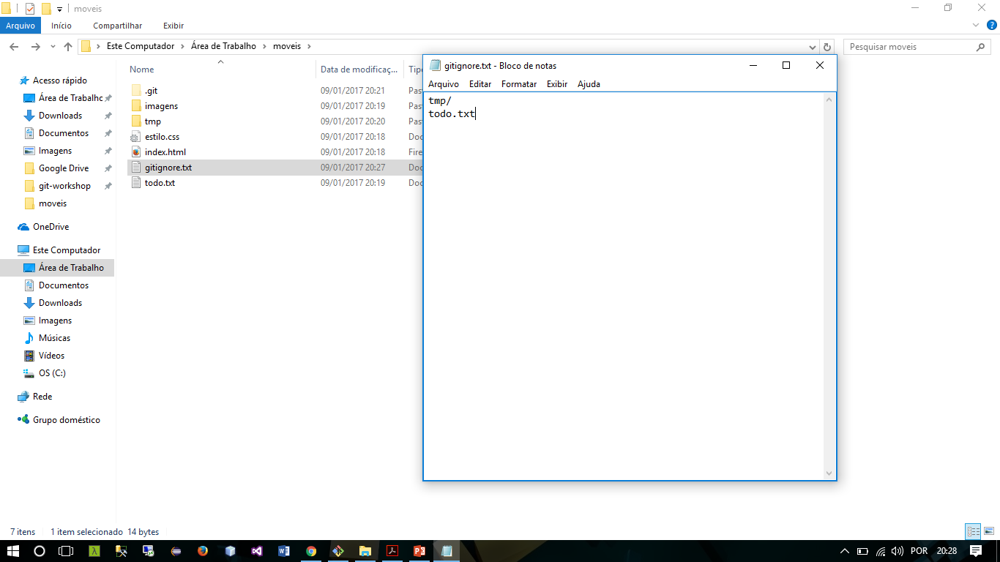 moveis
Arquivo Início Compartilhar Exibir
Este Computador Área de Trabalho moveis
Pesquisar moveis
Acesso rápido
Área de Trabalhc
Downloads
Documentos
Imagens
Google Drive
git-workshop
moveis
OneDrive
Este Computador
Área de Trabalho
Documentos
Downloads
Imagens
Músicas
Vídeos
OS (C:)
Rede
Grupo doméstico
Nome Data de modificaç... Tip
.git 09/01/2017 20:21 Pas
imagens 09/01/2017 20:19 Pas
tmp 09/01/2017 20:20 Pas
estilo.css 09/01/2017 20:18 Doc
index.html 09/01/2017 20:18 Fire
gitignore.txt 09/01/2017 20:27 Doc
todo.txt 09/01/2017 20:19 Doc
gitignore.txt - Bloco de notas
Arquivo Editar Formatar Exibir Ajuda
tmp/
todo.txt
7 itens 1 item selecionado 14 bytes
POR 20:28